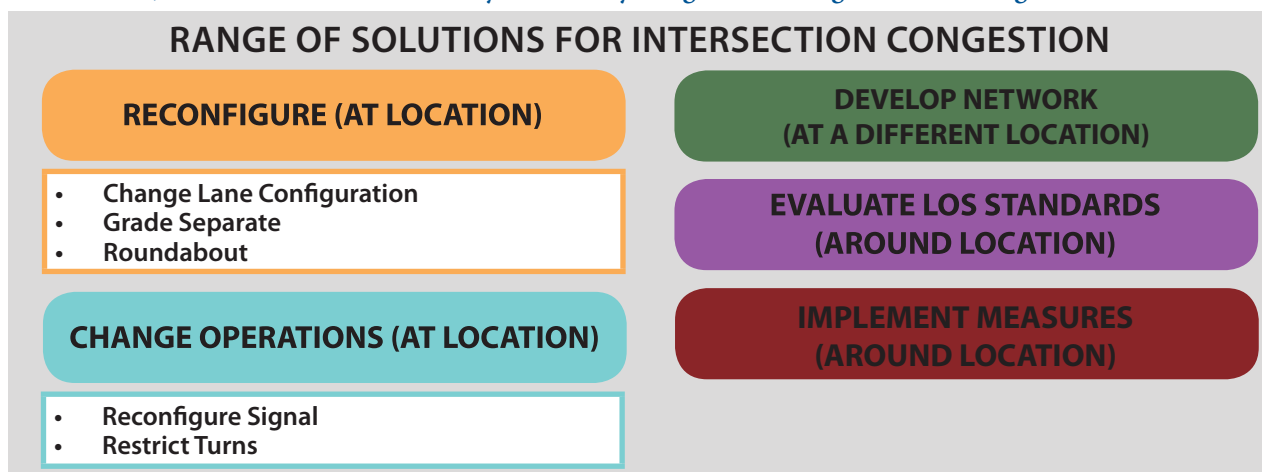 RANGE OF SOLUTIONS FOR INTERSECTION CONGESTION
RECONFIGURE (AT LOCATION)
• Change Lane Configuration
• Grade Separate
• Roundabout
CHANGE OPERATIONS (AT LOCATION)
• Reconfigure Signal
• Restrict Turns
DEVELOP NETWORK
(AT A DIFFERENT LOCATION)
EVALUATE LOS STANDARDS
(AROUND LOCATION)
IMPLEMENT MEASURES
(AROUND LOCATION)